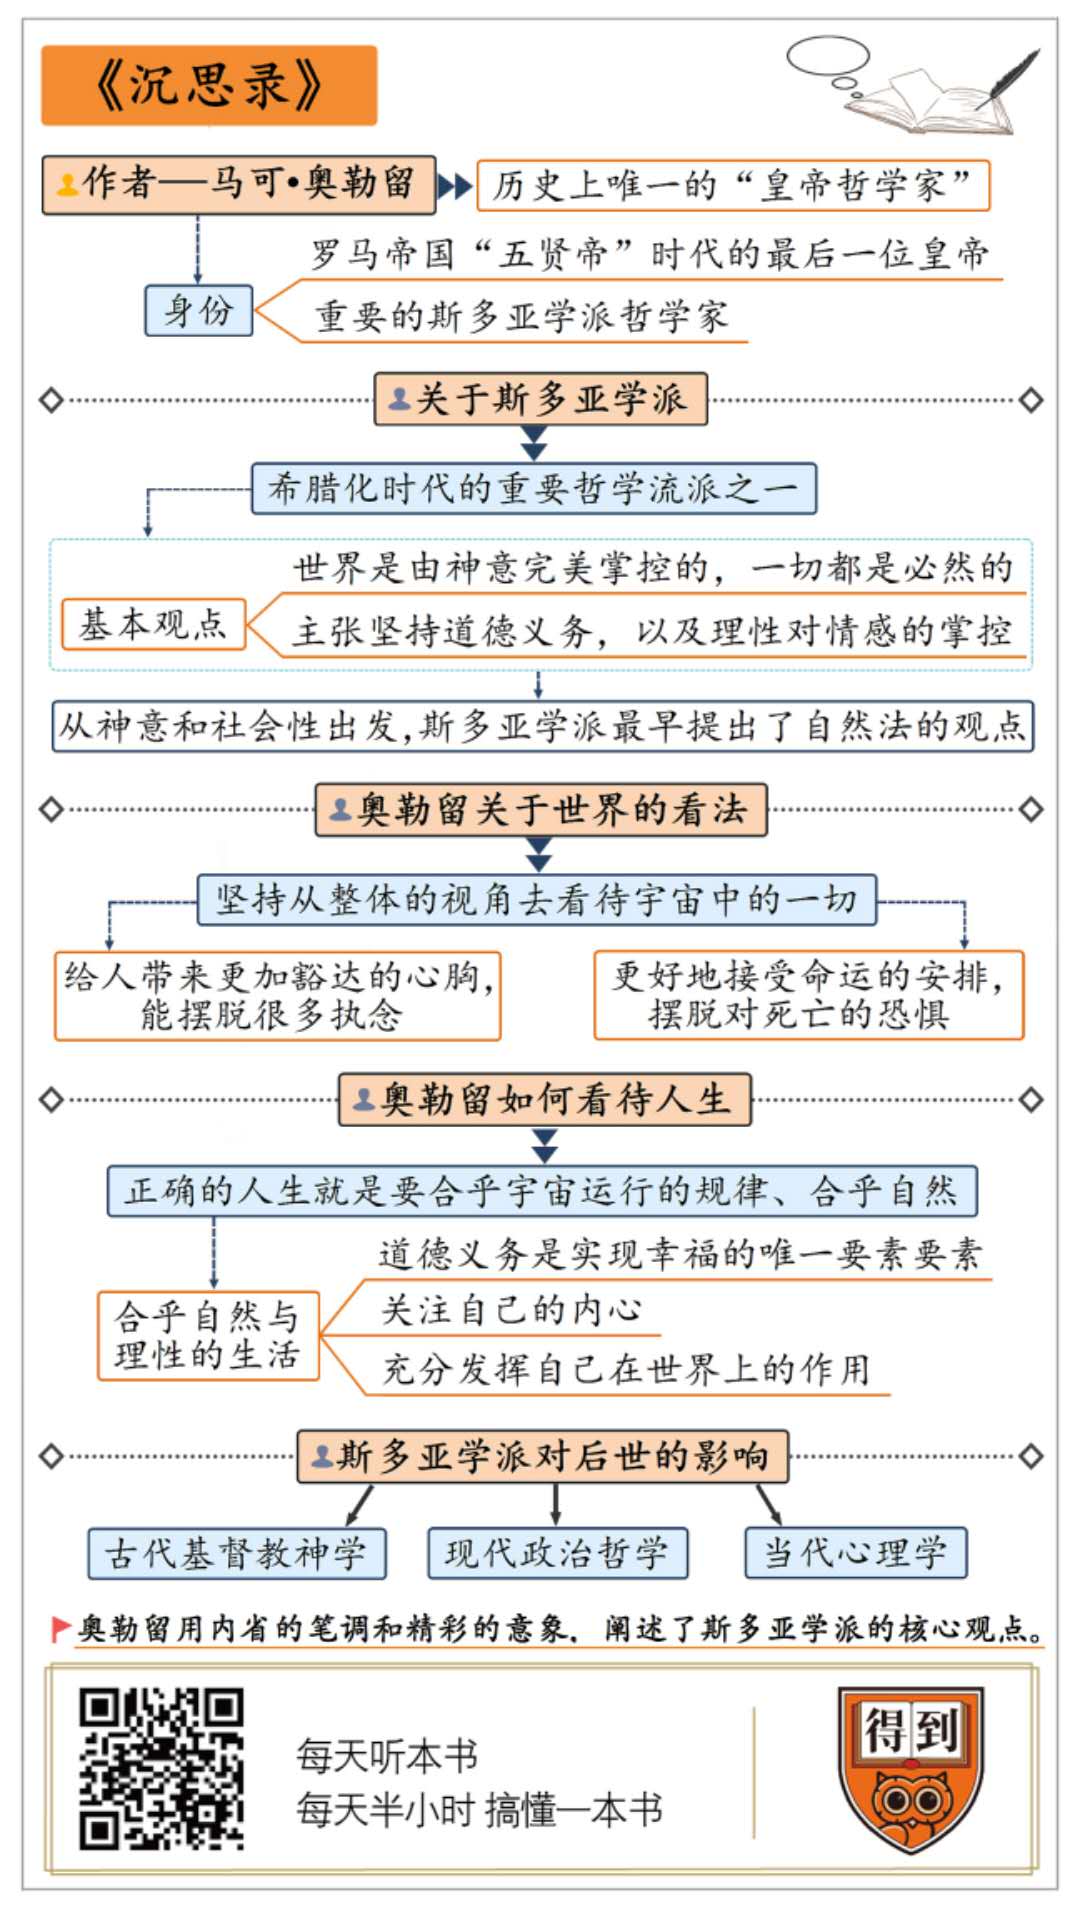 《沉思录》
作者——马可•奥勒留
历史上唯一的“皇帝哲学家”
罗马帝国“五贤帝”时代的最后一位皇帝
身份
重要的斯多亚学派哲学家
关于斯多亚学派
希腊化时代的重要哲学流派之一
世界是由神意完美掌控的，一切都是必然的
基本观点
主张坚持道德义务，以及理性对情感的掌控
从神意和社会性出发,斯多亚学派最早提出了自然法的观点
奥勒留关于世界的看法
坚持从整体的视角去看待宇宙中的一切
给人带来更加豁达的心胸,
能摆脱很多执念
更好地接受命运的安排,
摆脱对死亡的恐惧
奥勒留如何看待人生
正确的人生就是要合乎宇宙运行的规律、合乎自然
道德义务是实现幸福的唯一要素要素
合乎自然与
理性的生活
关注自己的内心
充分发挥自己在世界上的作用
斯多亚学派对后世的影响
古代基督教神学
现代政治哲学
当代心理学
奥勒留用内省的笔调和精彩的意象，阐述了斯多亚学派的核心观点。
每天听本书
每天半小时 搞懂一本书
得到